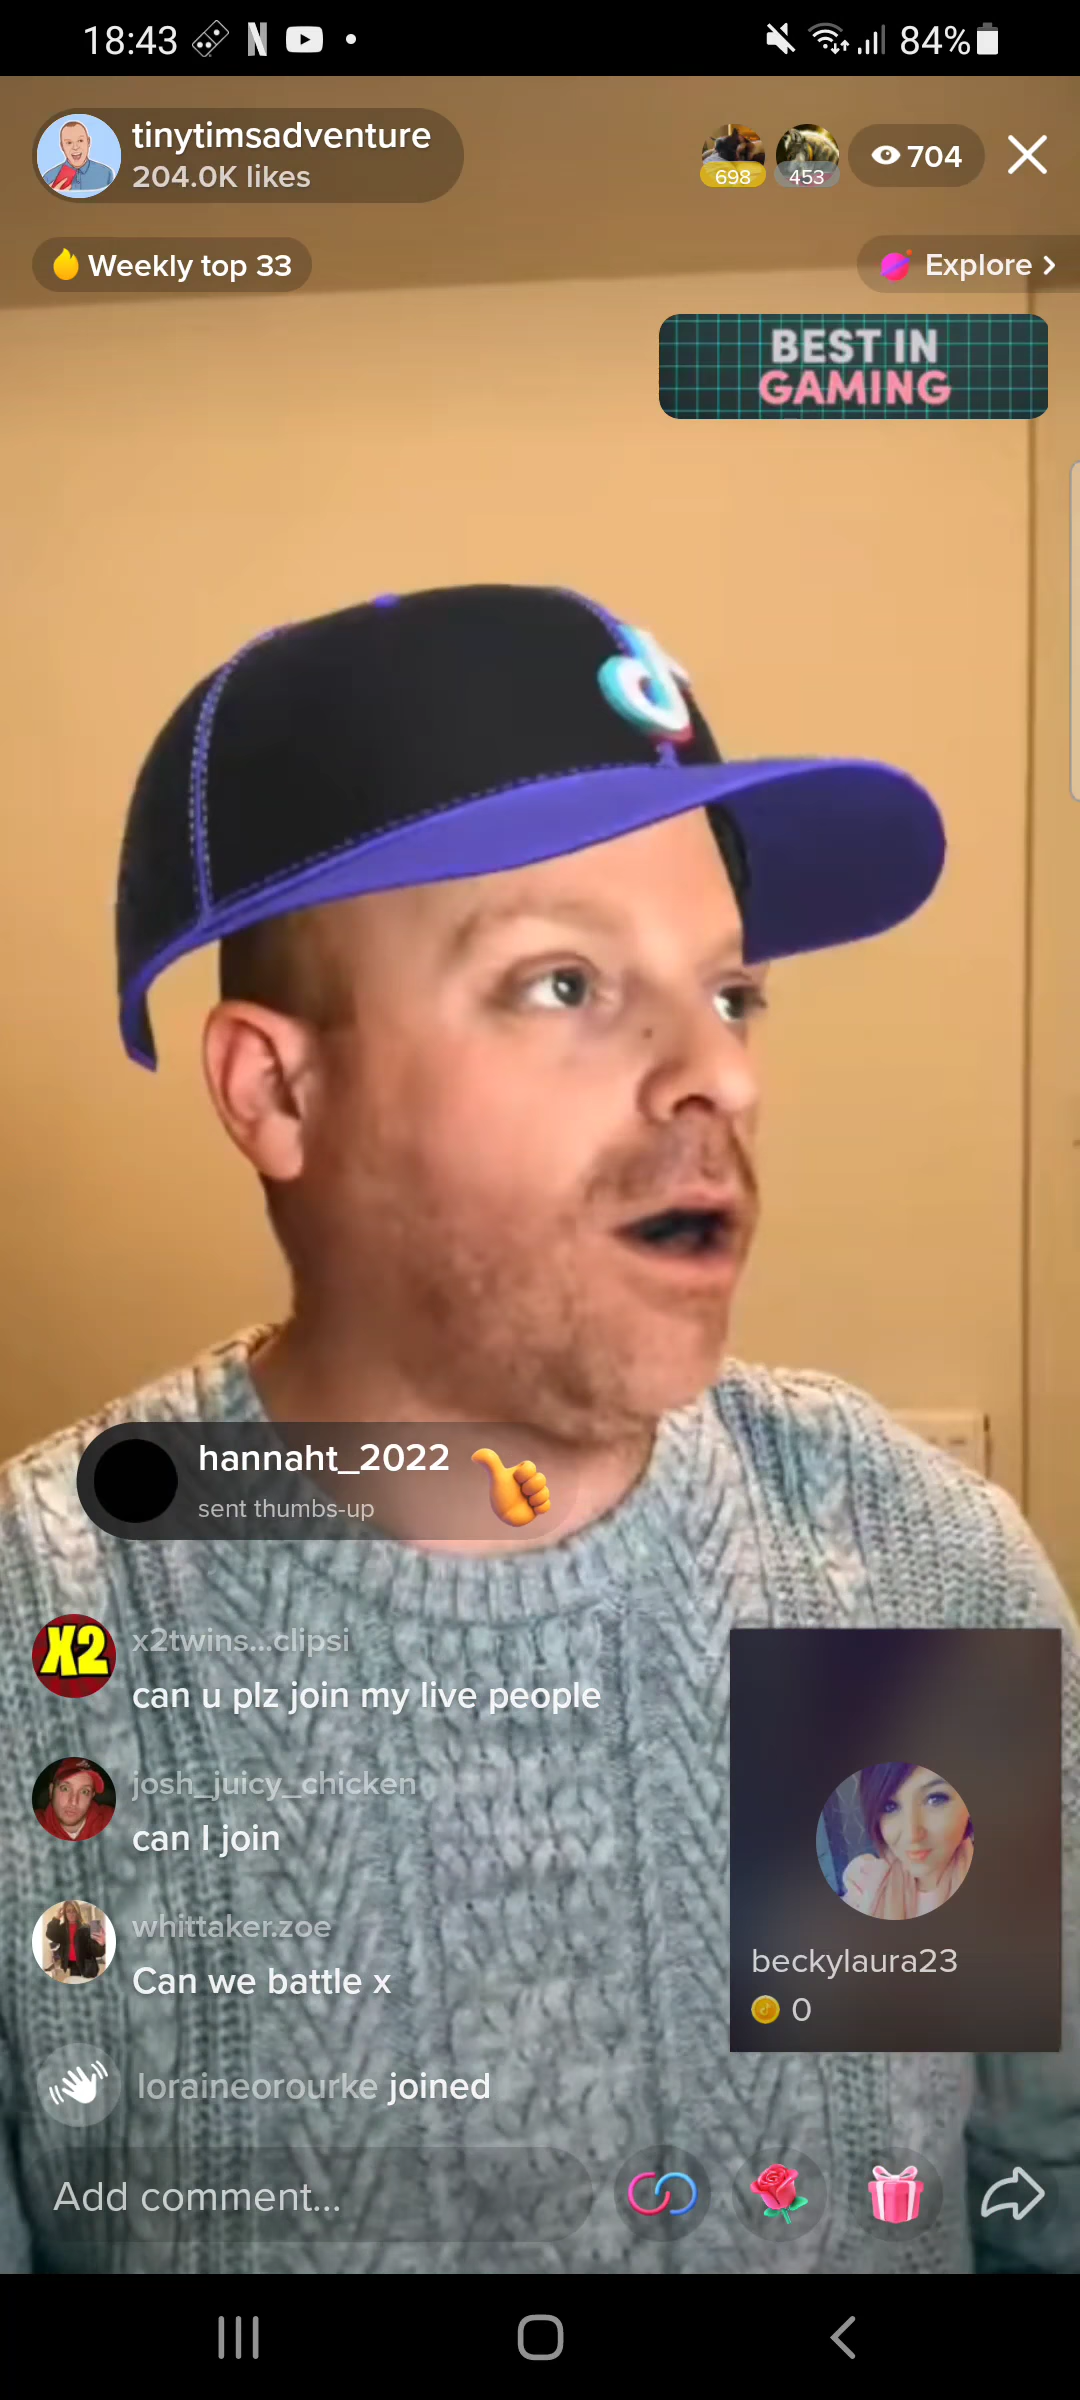 18:43
84%
tinytimsadventure
204.0K likes
698
453
704
Weekly top 33
Explore
BEST IN
GAMING
hannaht_2022
sent thumbs-up
X2
x2twins...clipsi
can u plz join my live people
josh_juicy_chicken
can I join
whittaker.zoe
Can we battle x
beckylaura23
0
loraineorourke joined
Add comment...